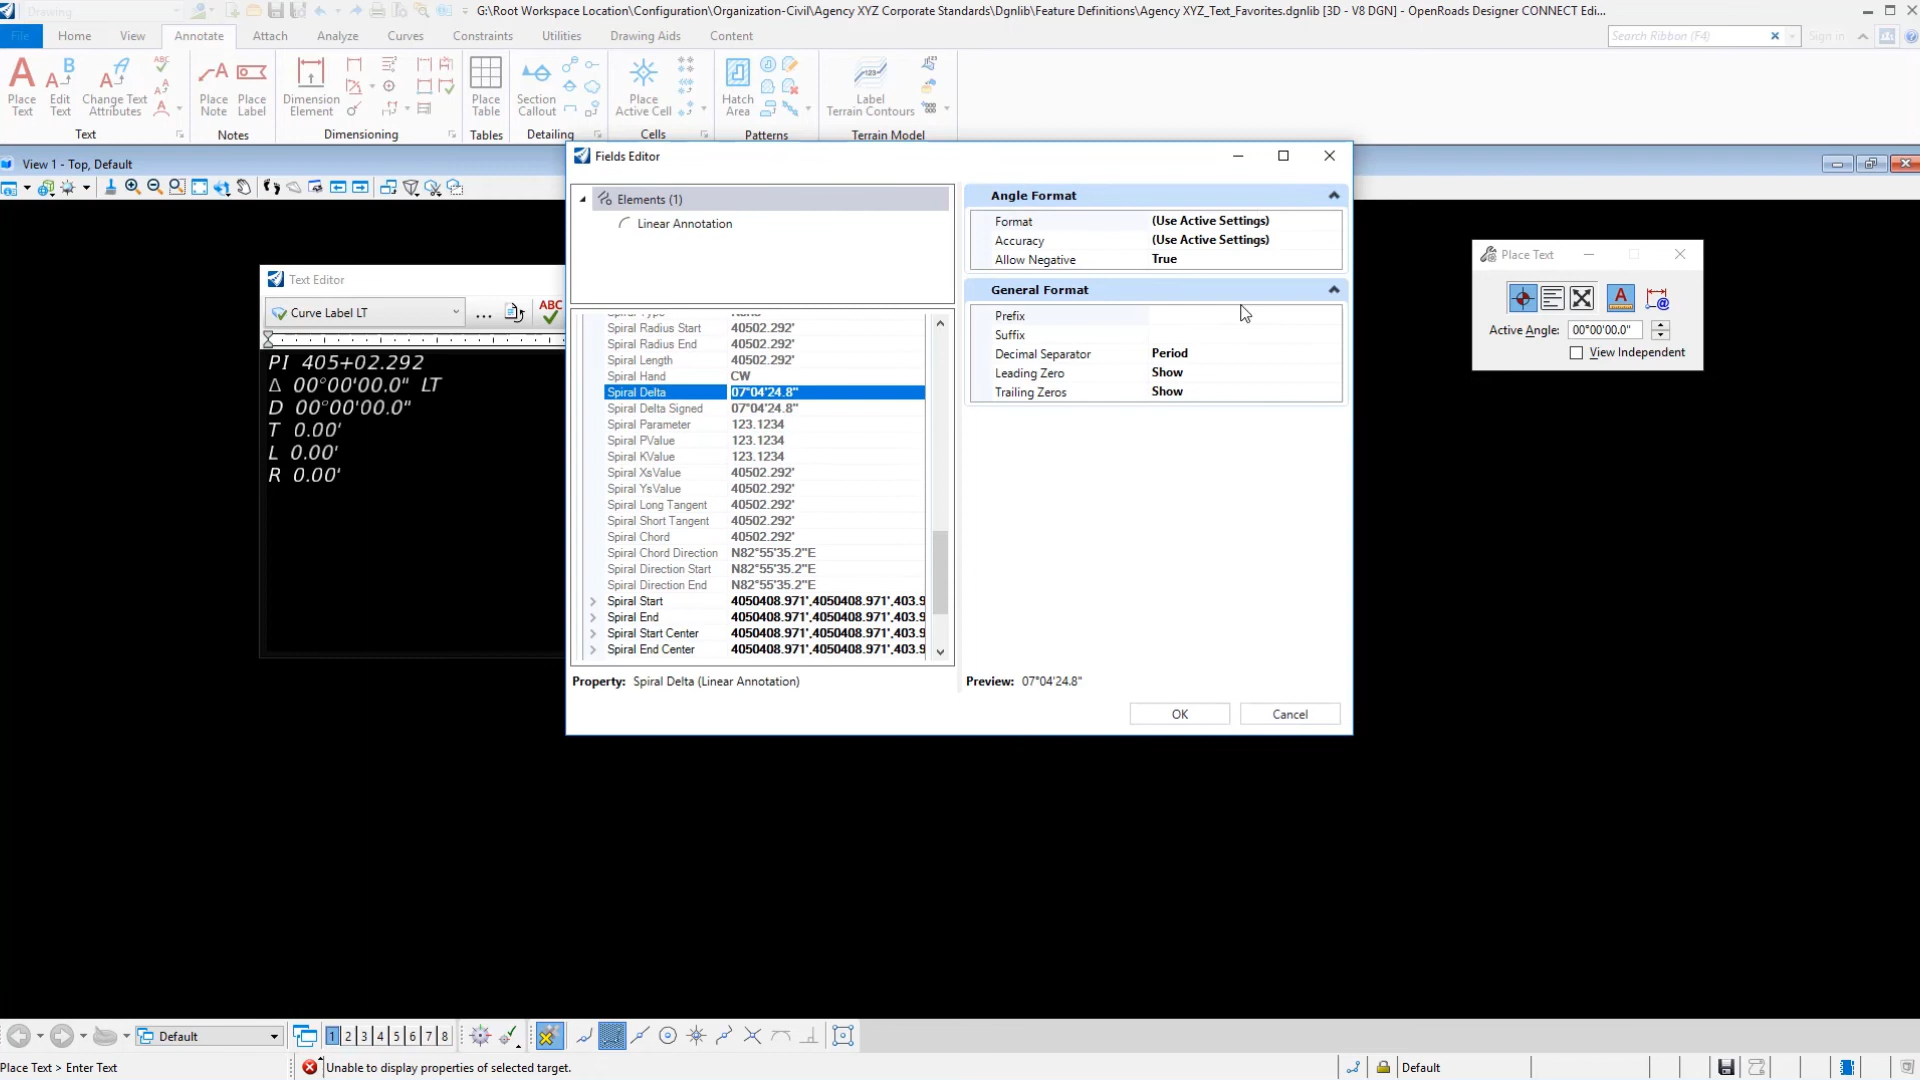 Drawing
G:\Root Workspace Location\Configuration\Organization-Civil\Agency XYZ Corporate Standards\Dgnlib\Feature Definitions\Agency XYZ_Text_Favorites.dgnlib [3D - V8 DGN] - OpenRoads Designer CONNECT Edi...
File Home View Annotate Attach Analyze Curves Constraints Utilities Drawing Aids Content
Search Ribbon (F4) Sign in
Place Text
Edit Text
Change Text Attributes
Place Note
Place Label
Dimension Element
Place Table
Section Callout
Place Active Cell
Hatch Area
Label Terrain Contours
Text Notes Dimensioning Tables Detailing Cells Patterns Terrain Model
View 1 - Top, Default
Text Editor
Curve Label LT
... ABC
PI 405+02.292
Δ 00°00'00.0" LT
D 00°00'00.0"
T 0.00'
L 0.00'
R 0.00'
Fields Editor
Elements (1)
Linear Annotation
Spiral Radius Start 40502.292'
Spiral Radius End 40502.292'
Spiral Length 40502.292'
Spiral Hand CW
Spiral Delta 07°04'24.8"
Spiral Delta Signed 07°04'24.8"
Spiral Parameter 123.1234
Spiral PValue 123.1234
Spiral KValue 123.1234
Spiral XsValue 40502.292'
Spiral YsValue 40502.292'
Spiral Long Tangent 40502.292'
Spiral Short Tangent 40502.292'
Spiral Chord 40502.292'
Spiral Chord Direction N82°55'35.2"E
Spiral Direction Start N82°55'35.2"E
Spiral Direction End N82°55'35.2"E
Spiral Start 4050408.971',4050408.971',403.9
Spiral End 4050408.971',4050408.971',403.9
Spiral Start Center 4050408.971',4050408.971',403.9
Spiral End Center 4050408.971',4050408.971',403.9
Property: Spiral Delta (Linear Annotation)
Angle Format
Format (Use Active Settings)
Accuracy (Use Active Settings)
Allow Negative True
General Format
Prefix
Suffix
Decimal Separator Period
Leading Zero Show
Trailing Zeros Show
Preview: 07°04'24.8"
OK Cancel
Place Text
Active Angle: 00°00'00.0"
View Independent
Default 1 2 3 4 5 6 7 8
Place Text > Enter Text Unable to display properties of selected target. Default